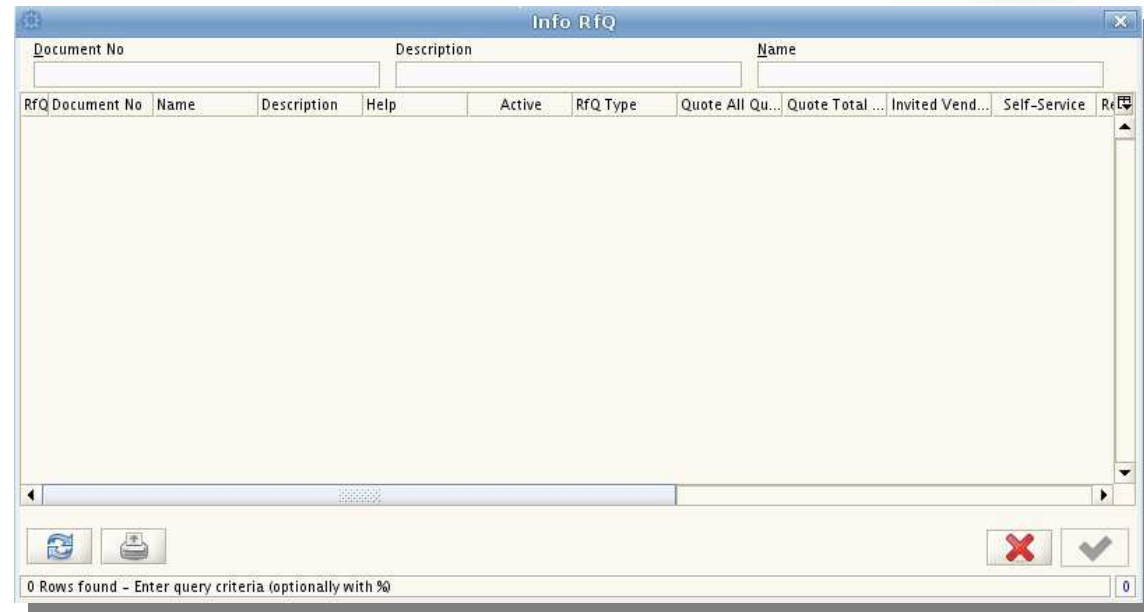 Info RfQ
Document No Description Name
RfQ Document No Name Description Help Active RfQ Type Quote All Qu... Quote Total ... Invited Vend... Self-Service Re
0 Rows found - Enter query criteria (optionally with %) 0